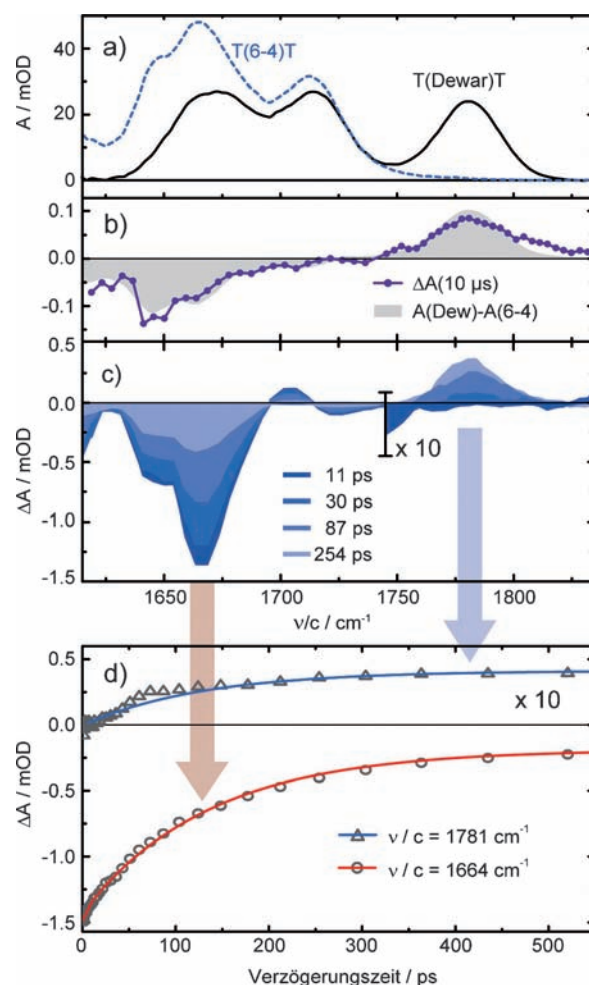 a)
T(6-4)T
T(Dewar)T
A / mOD
40
20
0
b)
0.1
0.0
-0.1
ΔA(10 µs)
A(Dew)-A(6-4)
c)
ΔA / mOD
0.5
0.0
-0.5
-1.0
-1.5
x 10
11 ps
30 ps
87 ps
254 ps
1650
1700
1750
1800
ν/c / cm⁻¹
d)
ΔA / mOD
0.5
0.0
-0.5
-1.0
-1.5
x 10
ν / c = 1781 cm⁻¹
ν / c = 1664 cm⁻¹
0
100
200
300
400
500
Verzögerungszeit / ps